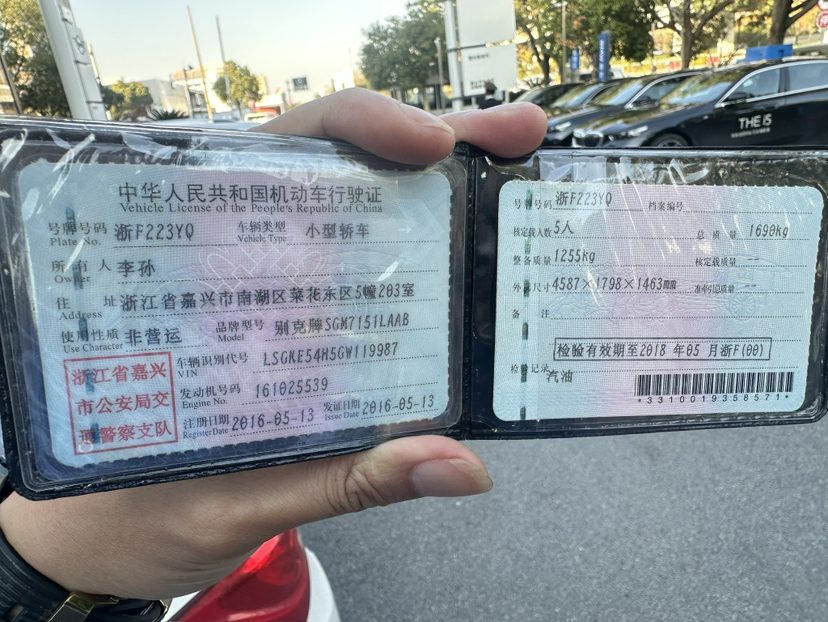 中华人民共和国机动车行驶证
Vehicle License of the People's Republic of China
号牌号码 浙F223YQ 车辆类型 小型轿车
Plate No. Vehicle Type
所有人 李孙
Owner
住址 浙江省嘉兴市南湖区菜花东区5幢203室
Address
使用性质 非营运 品牌型号 别克牌SGM7151LAAB
Use Character Model
浙江省嘉兴
市公安局交
通警察支队
车辆识别代号 LSGKE54H5GW119987
VIN
发动机号码 161025539
Engine No.
注册日期 2016-05-13 发证日期 2016-05-13
Register Date Issue Date
号牌号码 浙F223YQ 档案编号
核定载人数 5人 总质量 1690kg
整备质量 1255kg 核定载质量 --
外廓尺寸 4587×1798×1463mm 准牵引总质量 --
备注
检验有效期至2018年05月浙F(00)
检验记录
汽油
*3310019358571*
THE i5